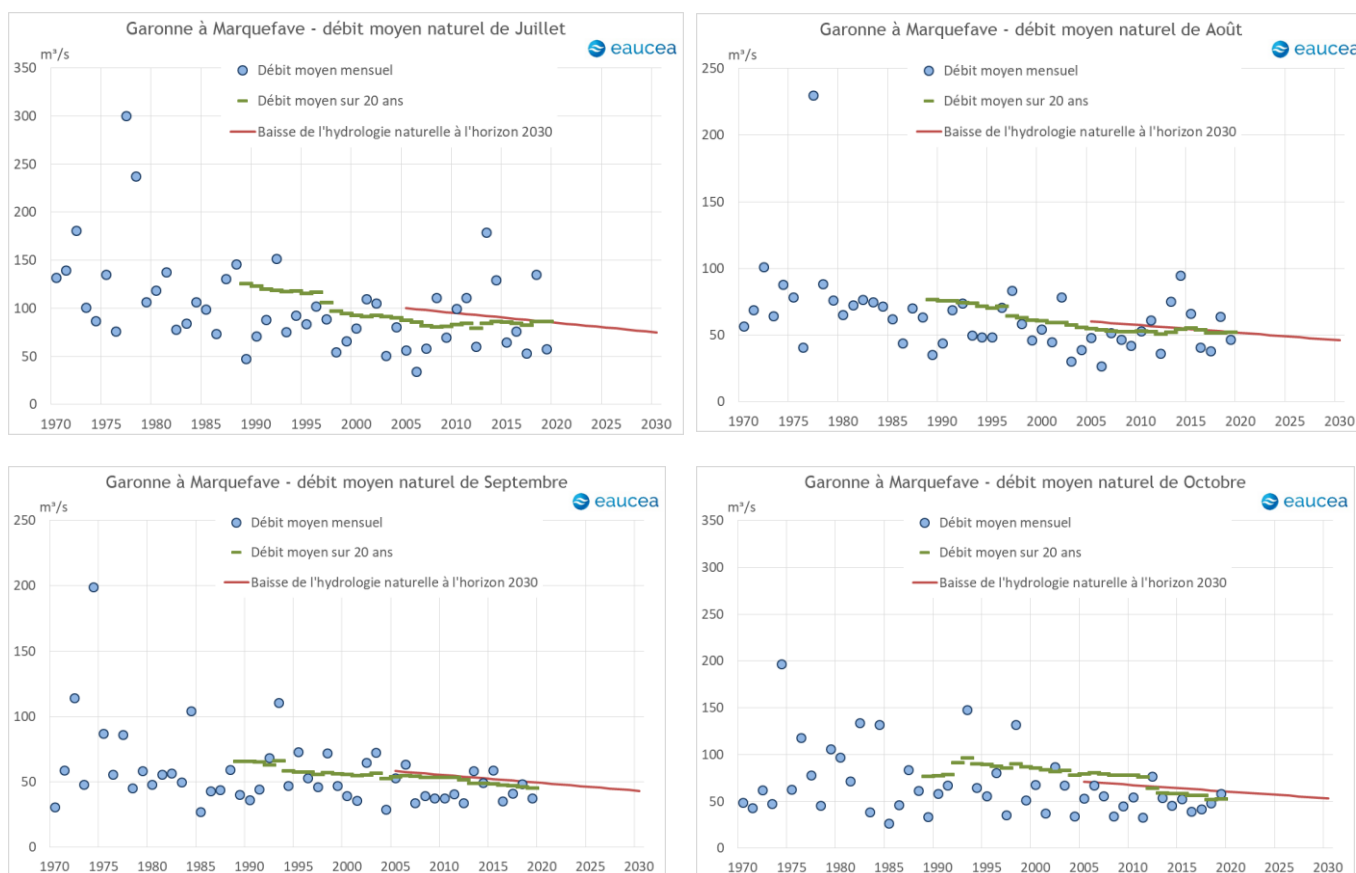 Garonne à Marquefave - débit moyen naturel de Juillet
eaucea
m³/s
Débit moyen mensuel
Débit moyen sur 20 ans
Baisse de l'hydrologie naturelle à l'horizon 2030
350
300
250
200
150
100
50
0
1970 1975 1980 1985 1990 1995 2000 2005 2010 2015 2020 2025 2030
Garonne à Marquefave - débit moyen naturel de Août
eaucea
m³/s
Débit moyen mensuel
Débit moyen sur 20 ans
Baisse de l'hydrologie naturelle à l'horizon 2030
250
200
150
100
50
0
1970 1975 1980 1985 1990 1995 2000 2005 2010 2015 2020 2025 2030
Garonne à Marquefave - débit moyen naturel de Septembre
eaucea
m³/s
Débit moyen mensuel
Débit moyen sur 20 ans
Baisse de l'hydrologie naturelle à l'horizon 2030
250
200
150
100
50
0
1970 1975 1980 1985 1990 1995 2000 2005 2010 2015 2020 2025 2030
Garonne à Marquefave - débit moyen naturel de Octobre
eaucea
m³/s
Débit moyen mensuel
Débit moyen sur 20 ans
Baisse de l'hydrologie naturelle à l'horizon 2030
350
300
250
200
150
100
50
0
1970 1975 1980 1985 1990 1995 2000 2005 2010 2015 2020 2025 2030